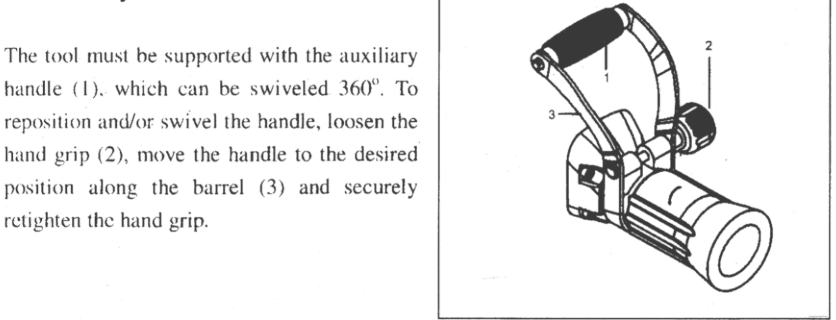 The tool must be supported with the auxiliary
handle (1), which can be swiveled 360°. To
reposition and/or swivel the handle, loosen the
hand grip (2), move the handle to the desired
position along the barrel (3) and securely
retighten the hand grip.
2
1
3